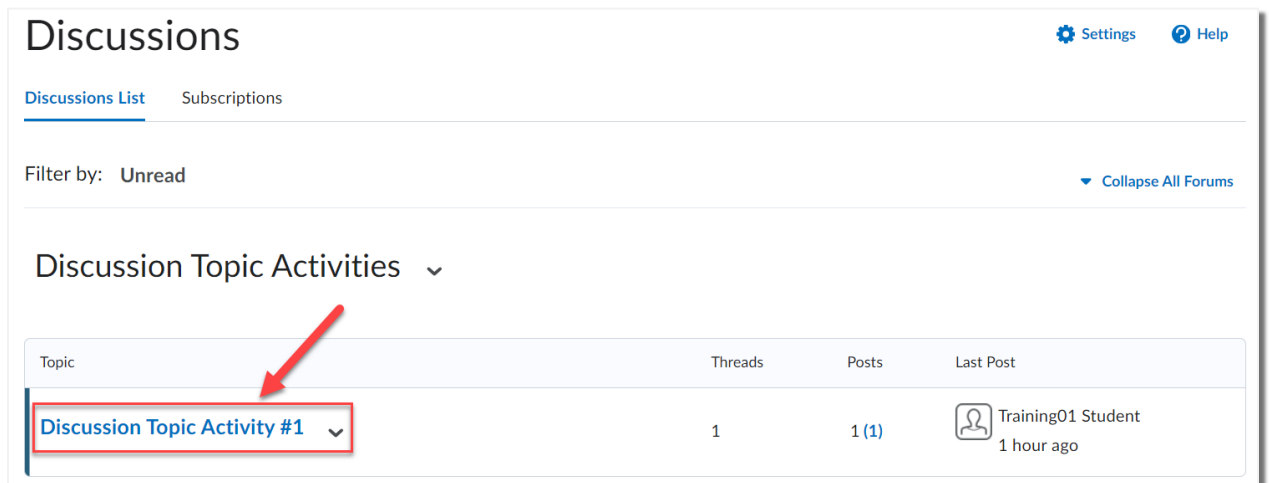 Discussions
Settings Help
Discussions List Subscriptions
Filter by: Unread
Collapse All Forums
Discussion Topic Activities
Topic Threads Posts Last Post
Discussion Topic Activity #1 1 1 (1) Training01 Student
1 hour ago